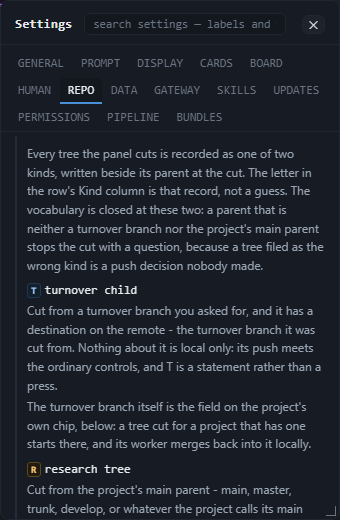 Settings
search settings — labels and
×
GENERAL PROMPT DISPLAY CARDS BOARD
HUMAN REPO DATA GATEWAY SKILLS UPDATES
PERMISSIONS PIPELINE BUNDLES
Every tree the panel cuts is recorded as one of two
kinds, written beside its parent at the cut. The letter in
the row's Kind column is that record, not a guess. The
vocabulary is closed at these two: a parent that is
neither a turnover branch nor the project's main parent
stops the cut with a question, because a tree filed as the
wrong kind is a push decision nobody made.
T turnover child
Cut from a turnover branch you asked for, and it has a
destination on the remote - the turnover branch it was
cut from. Nothing about it is local only: its push meets
the ordinary controls, and T is a statement rather than a
press.
The turnover branch itself is the field on the project's
own chip, below: a tree cut for a project that has one
starts there, and its worker merges back into it locally.
R research tree
Cut from the project's main parent - main, master,
trunk, develop, or whatever the project calls its main